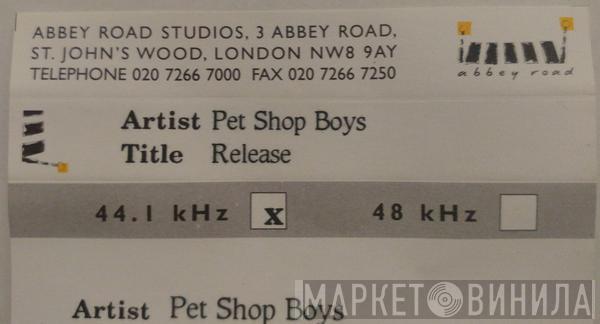 ABBEY ROAD STUDIOS, 3 ABBEY ROAD,
ST. JOHN'S WOOD, LONDON NW8 9AY
TELEPHONE 020 7266 7000 FAX 020 7266 7250
abbey road
Artist Pet Shop Boys
Title Release
44.1 kHz x 48 kHz
Artist Pet Shop Boys
МАРКЕТ ВИНИЛА